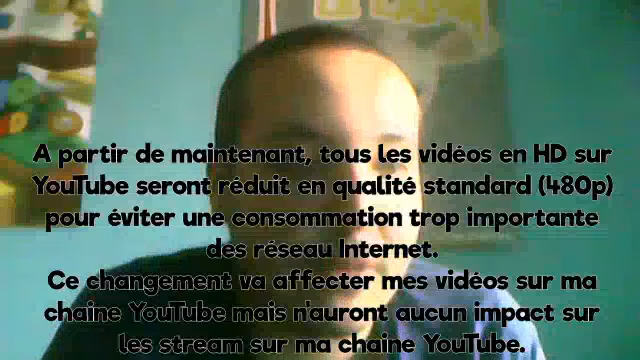 A partir de maintenant, tous les vidéos en HD sur
YouTube seront réduit en qualité standard (480p)
pour éviter une consommation trop importante
des réseau Internet.
Ce changement va affecter mes vidéos sur ma
chaine YouTube mais n'auront aucun impact sur
les stream sur ma chaine YouTube.